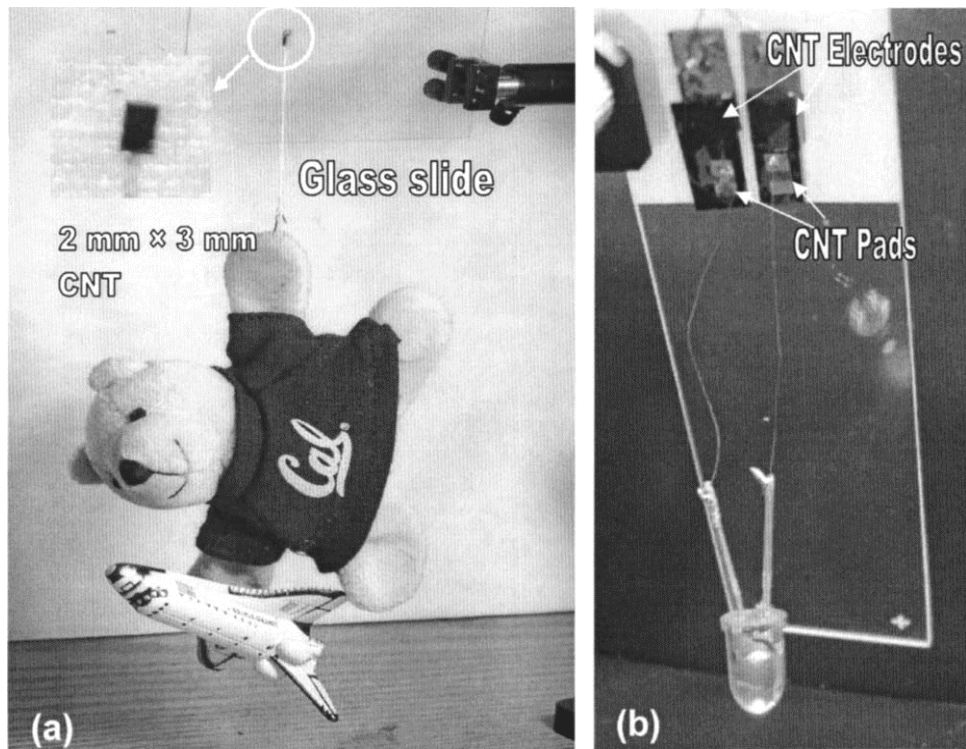 Glass slide
2 mm × 3 mm
CNT
Cal
(a)
CNT Electrodes
CNT Pads
(b)